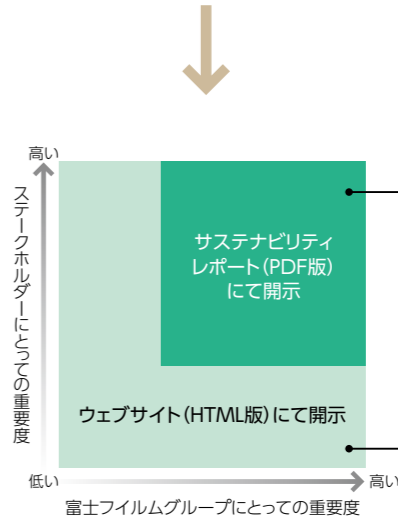 高い
ステークホルダーにとっての重要度
サステナビリティ
レポート（PDF版）
にて開示
ウェブサイト（HTML版）にて開示
低い
高い
富士フイルムグループにとっての重要度